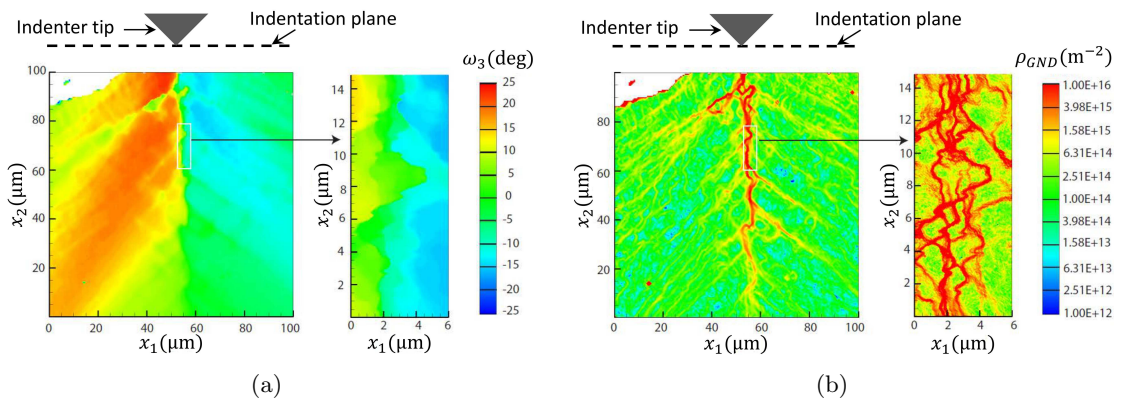 Indentation plane
Indenter tip
ω₃(deg)
100
80
60
40
20
x₂(μm)
0 20 40 60 80 100
x₁(μm)
14
12
10
8
6
4
2
x₂(μm)
0 2 4 6
x₁(μm)
25
20
15
10
5
0
-5
-10
-15
-20
-25
(a)
Indentation plane
Indenter tip
ρGND(m⁻²)
100
80
60
40
20
x₂(μm)
0 20 40 60 80 100
x₁(μm)
14
12
10
8
6
4
2
x₂(μm)
0 2 4 6
x₁(μm)
1.00E+16
3.98E+15
1.58E+15
6.31E+14
2.51E+14
1.00E+14
3.98E+14
1.58E+13
6.31E+13
2.51E+12
1.00E+12
(b)